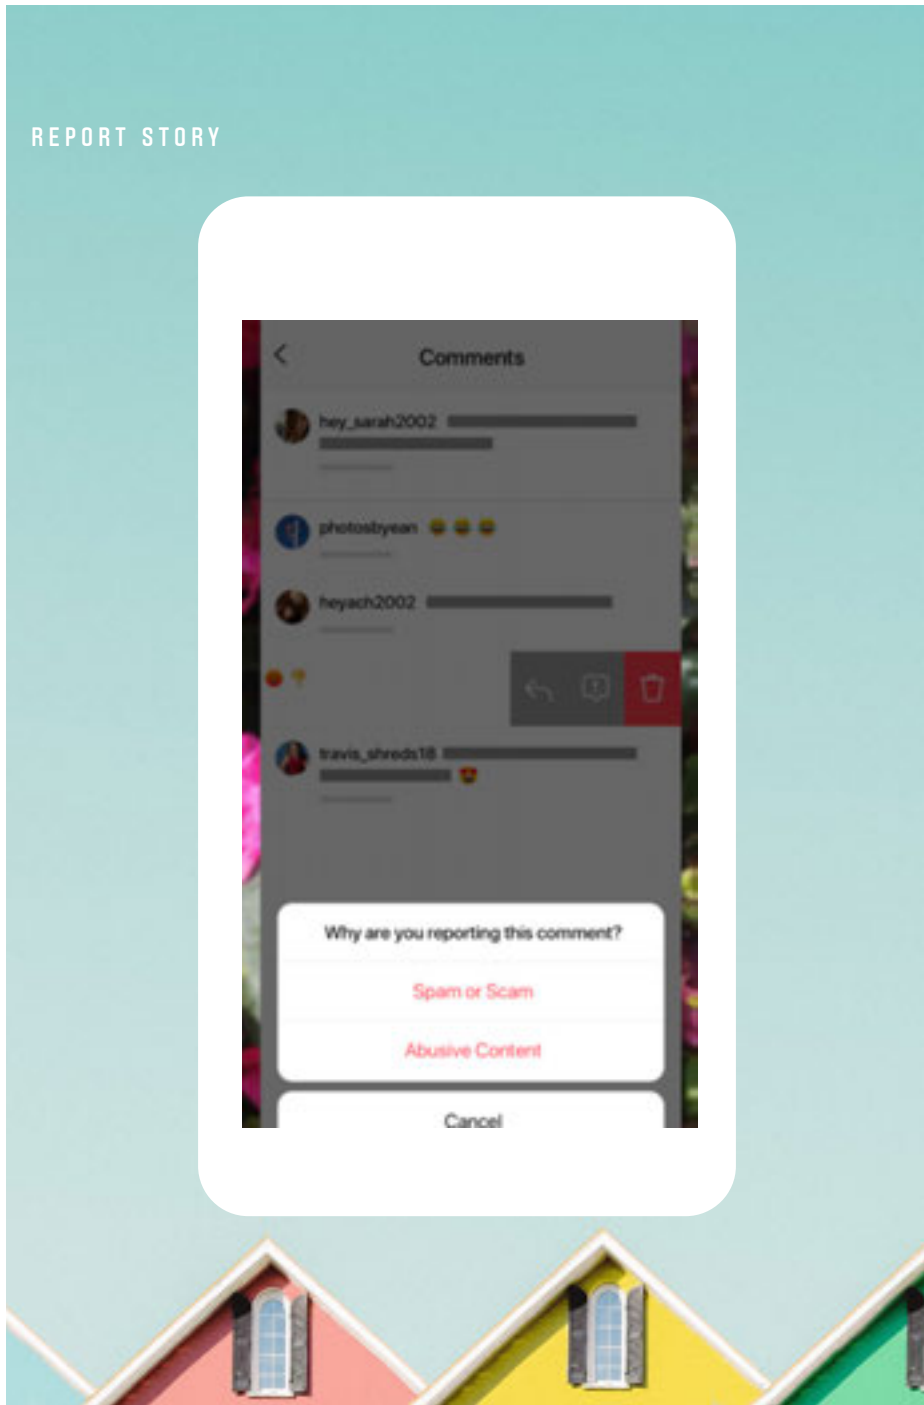 REPORT STORY
Comments
hey_sarah2002
photosbyean 😂 😂 😂
heyach2002
😡 👎
travis_shreds18
😍
Why are you reporting this comment?
Spam or Scam
Abusive Content
Cancel